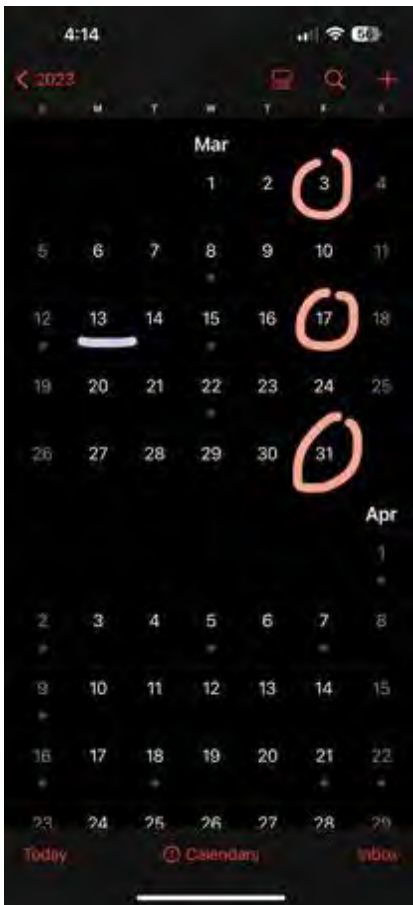 4:14 56
< 2023
S M T W T F S
Mar
1 2 3 4
5 6 7 8 9 10 11
12 13 14 15 16 17 18
19 20 21 22 23 24 25
26 27 28 29 30 31
Apr
1
2 3 4 5 6 7 8
9 10 11 12 13 14 15
16 17 18 19 20 21 22
23 24 25 26 27 28 29
Today Calendars Inbox